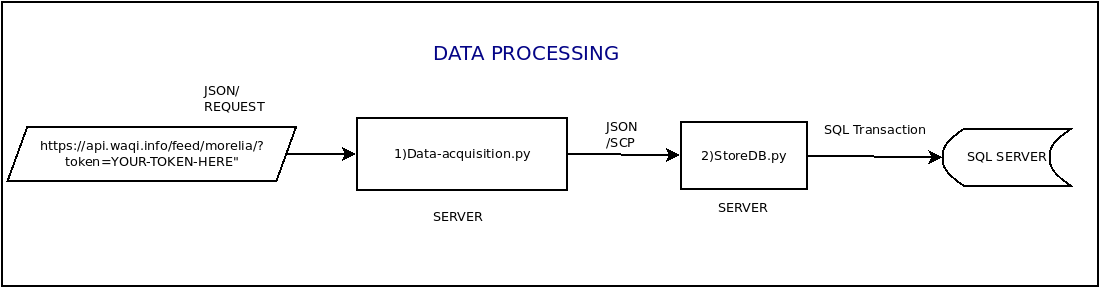 DATA PROCESSING
JSON/
REQUEST
https://api.waqi.info/feed/morelia/?
token=YOUR-TOKEN-HERE"
1)Data-acquisition.py
SERVER
JSON
/SCP
2)StoreDB.py
SERVER
SQL Transaction
SQL SERVER